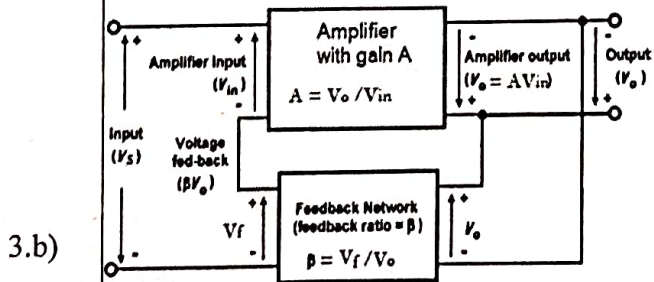 Amplifier
with gain A
A = Vo / Vin
Amplifier Input
(Vin)
Amplifier output
(Vo = AVin)
Output
(Vo)
Input
(VS)
Voltage
fed-back
(βVo)
Feedback Network
(feedback ratio = β)
β = Vf / Vo
Vf
Vo
3.b)
+
+
-
-
-
+
+
+
+
-
-
-
-